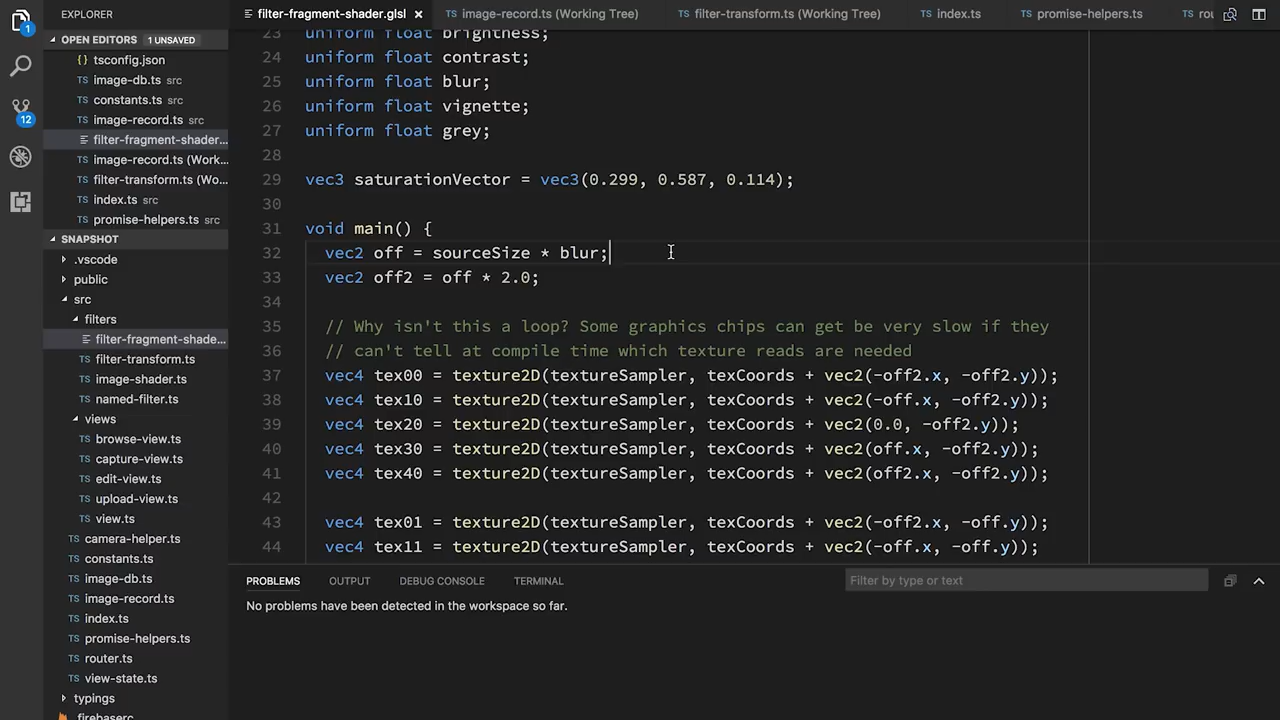 EXPLORER
OPEN EDITORS 1 UNSAVED
tsconfig.json
TS image-db.ts src
TS constants.ts src
TS image-record.ts src
filter-fragment-shader...
TS image-record.ts (Work...
TS filter-transform.ts (Wo...
TS index.ts src
TS promise-helpers.ts src
SNAPSHOT
.vscode
public
src
filters
filter-fragment-shade...
TS filter-transform.ts
TS image-shader.ts
TS named-filter.ts
views
TS browse-view.ts
TS capture-view.ts
TS edit-view.ts
TS upload-view.ts
TS view.ts
TS camera-helper.ts
TS constants.ts
TS image-db.ts
TS image-record.ts
TS index.ts
TS promise-helpers.ts
TS router.ts
TS view-state.ts
typings
.firebaserc
1
12
filter-fragment-shader.glsl × TS image-record.ts (Working Tree) TS filter-transform.ts (Working Tree) TS index.ts TS promise-helpers.ts TS rou
23 uniform float brightness;
24 uniform float contrast;
25 uniform float blur;
26 uniform float vignette;
27 uniform float grey;
28
29 vec3 saturationVector = vec3(0.299, 0.587, 0.114);
30
31 void main() {
32 vec2 off = sourceSize * blur;
33 vec2 off2 = off * 2.0;
34
35 // Why isn't this a loop? Some graphics chips can get be very slow if they
36 // can't tell at compile time which texture reads are needed
37 vec4 tex00 = texture2D(textureSampler, texCoords + vec2(-off2.x, -off2.y));
38 vec4 tex10 = texture2D(textureSampler, texCoords + vec2(-off.x, -off2.y));
39 vec4 tex20 = texture2D(textureSampler, texCoords + vec2(0.0, -off2.y));
40 vec4 tex30 = texture2D(textureSampler, texCoords + vec2(off.x, -off2.y));
41 vec4 tex40 = texture2D(textureSampler, texCoords + vec2(off2.x, -off2.y));
42
43 vec4 tex01 = texture2D(textureSampler, texCoords + vec2(-off2.x, -off.y));
44 vec4 tex11 = texture2D(textureSampler, texCoords + vec2(-off.x, -off.y));
PROBLEMS OUTPUT DEBUG CONSOLE TERMINAL Filter by type or text
No problems have been detected in the workspace so far.